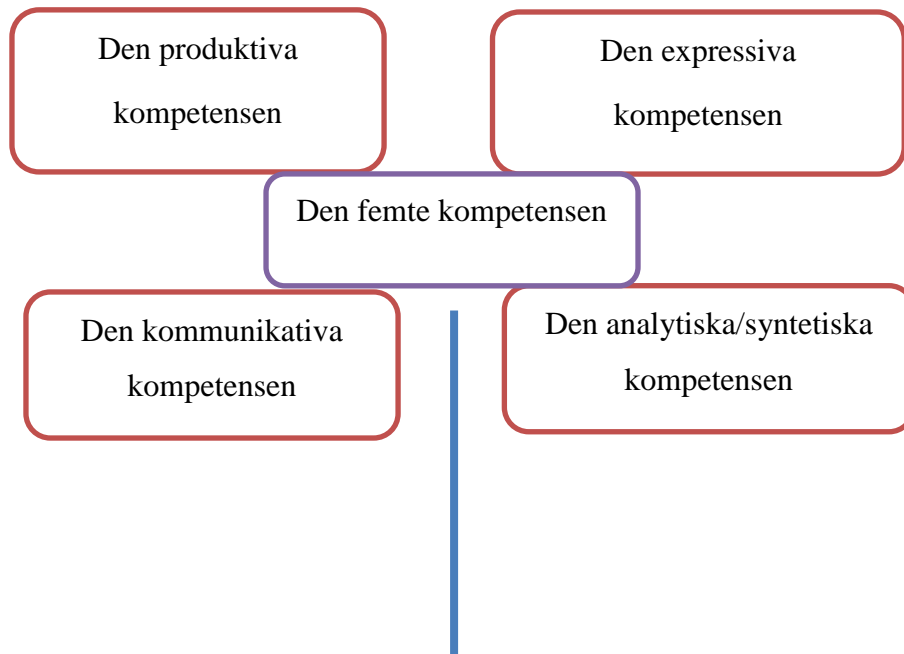 Den produktiva
kompetensen
Den expressiva
kompetensen
Den femte kompetensen
Den kommunikativa
kompetensen
Den analytiska/syntetiska
kompetensen